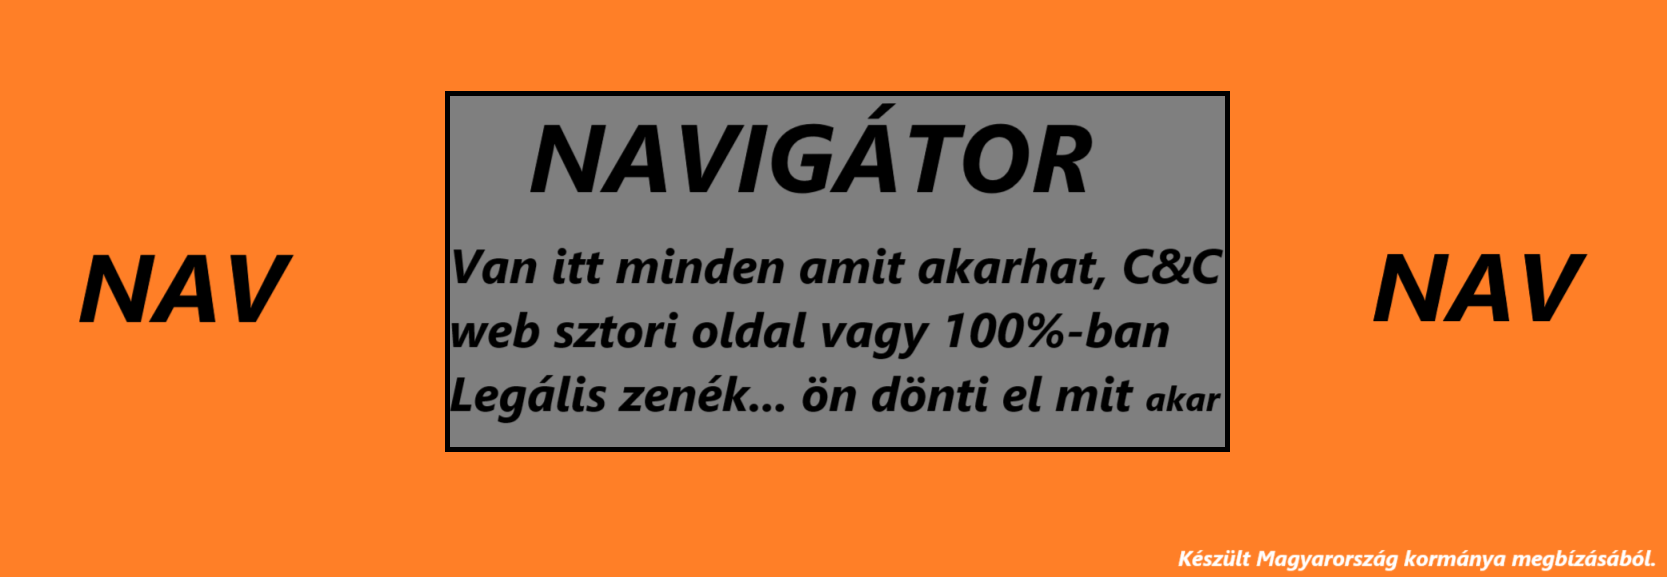 NAVIGÁTOR
NAV
Van itt minden amit akarhat, C&C
web sztori oldal vagy 100%-ban
Legális zenék... ön dönti el mit akar
NAV
Készült Magyarország kormánya megbízásából.